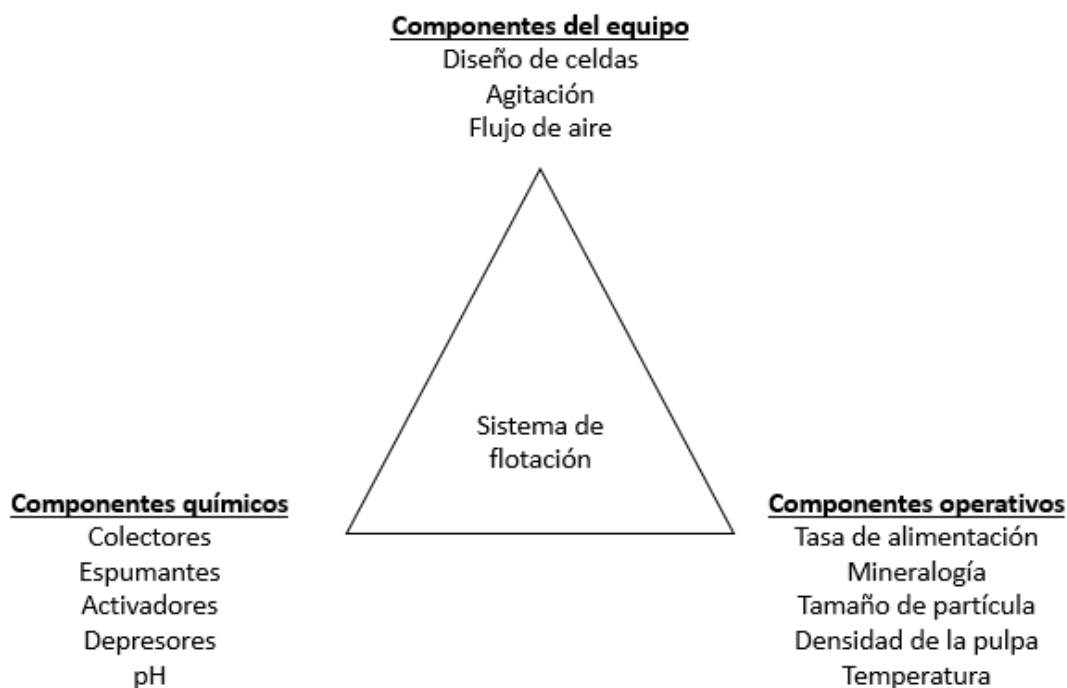 Componentes del equipo
Diseño de celdas
Agitación
Flujo de aire
Sistema de
flotación
Componentes químicos
Colectores
Espumantes
Activadores
Depresores
pH
Componentes operativos
Tasa de alimentación
Mineralogía
Tamaño de partícula
Densidad de la pulpa
Temperatura